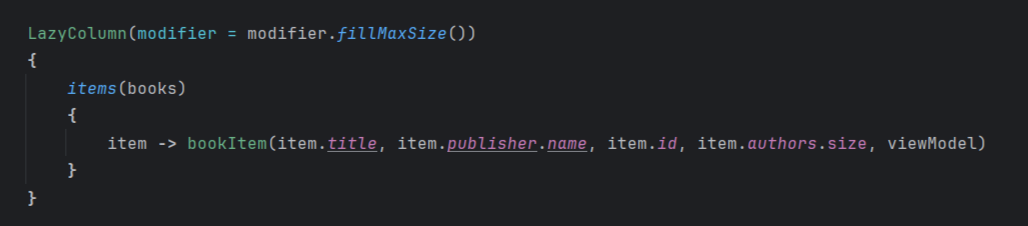 LazyColumn(modifier = modifier.fillMaxSize())
{
    items(books)
    {
        item -> bookItem(item.title, item.publisher.name, item.id, item.authors.size, viewModel)
    }
}